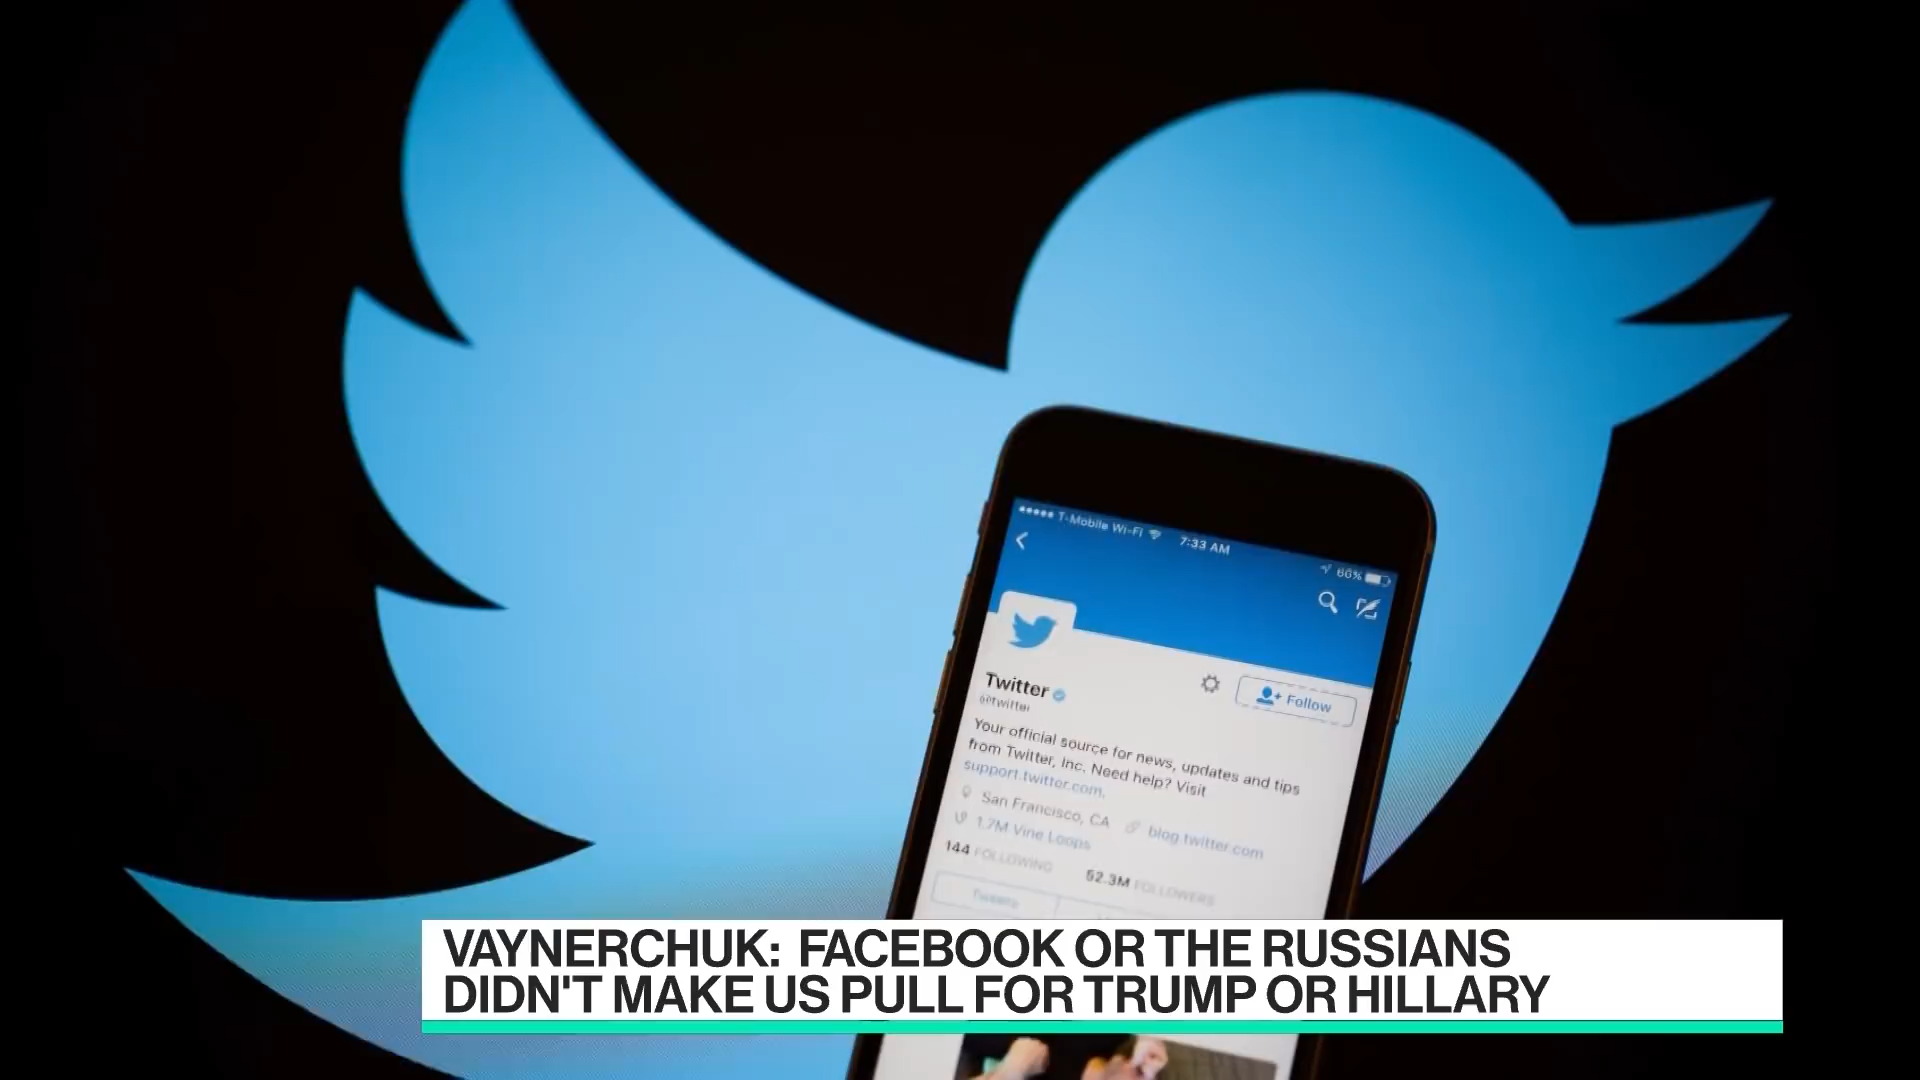 T-Mobile Wi-Fi 7:33 AM 66%
Twitter
@twitter
Follow
Your official source for news, updates and tips
from Twitter, Inc. Need help? Visit
support.twitter.com.
San Francisco, CA blog.twitter.com
1.7M Vine Loops
144 FOLLOWING 52.3M FOLLOWERS
Tweets
VAYNERCHUK: FACEBOOK OR THE RUSSIANS
DIDN'T MAKE US PULL FOR TRUMP OR HILLARY